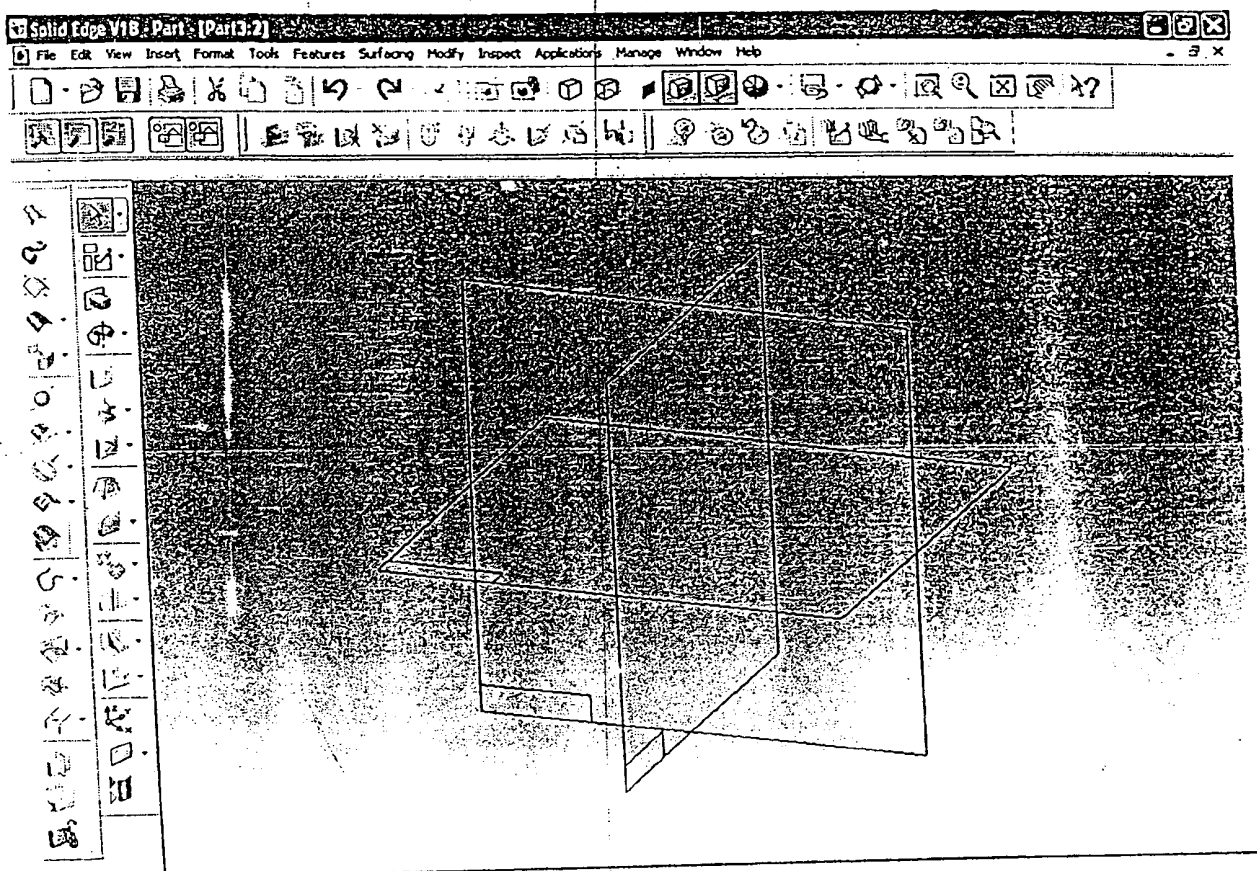 Solid Edge V18 - Part - [Part3:2]
File Edit View Insert Format Tools Features Surfacing Modify Inspect Applications Manage Window Help